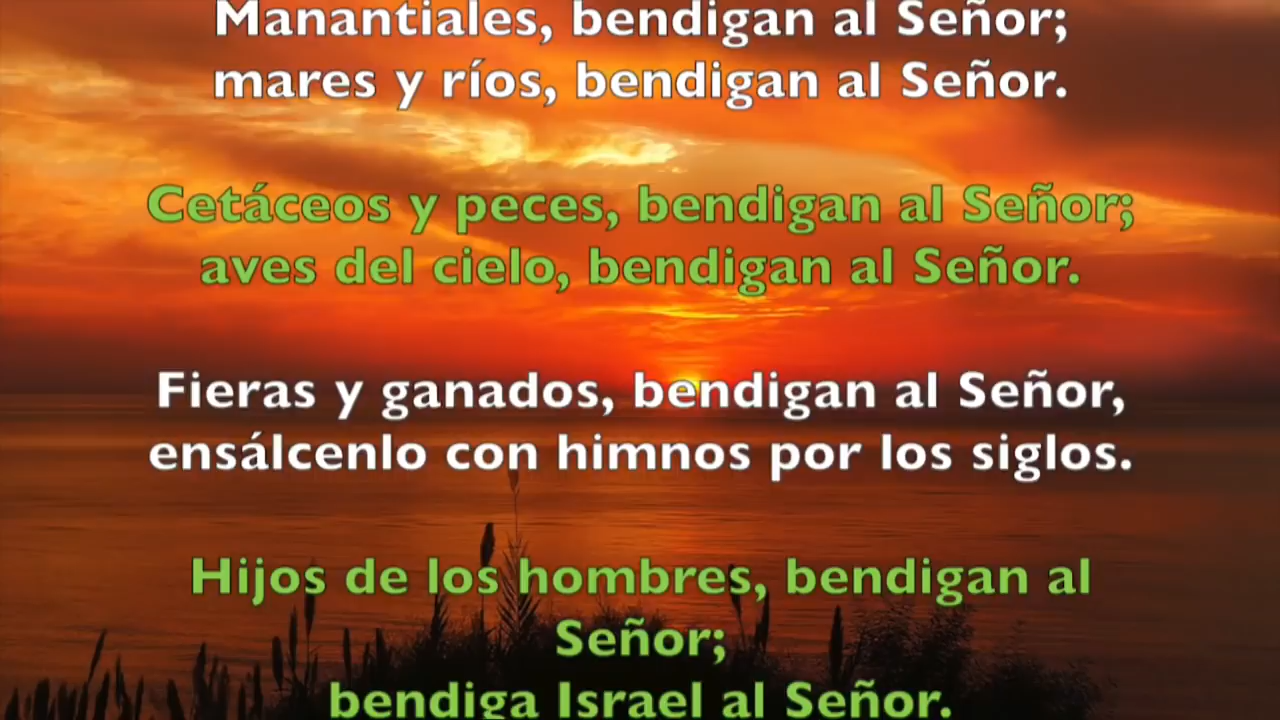 Manantiales, bendigan al Señor;
mares y ríos, bendigan al Señor.
Cetáceos y peces, bendigan al Señor;
aves del cielo, bendigan al Señor.
Fieras y ganados, bendigan al Señor,
ensálcenlo con himnos por los siglos.
Hijos de los hombres, bendigan al
Señor;
bendiga Israel al Señor.